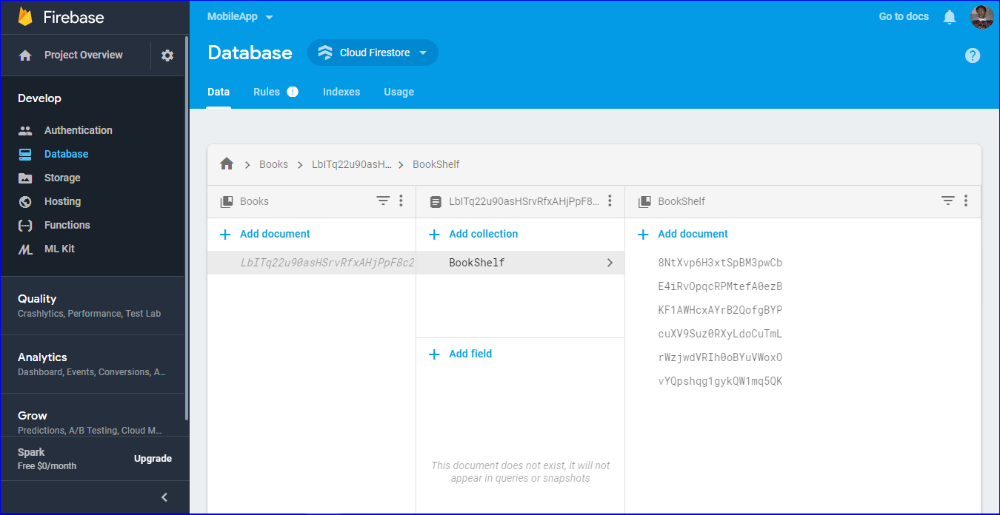 Firebase
Project Overview
Develop
Authentication
Database
Storage
Hosting
Functions
ML Kit
Quality
Crashlytics, Performance, Test Lab
Analytics
Dashboard, Events, Conversions, A...
Grow
Predictions, A/B Testing, Cloud M...
Spark
Free $0/month
Upgrade
MobileApp
Go to docs
Database
Cloud Firestore
Data
Rules
Indexes
Usage
Books
LbITq22u90asH...
BookShelf
Books
Add document
LbITq22u90asHSrvRfxAHjPpF8c2
LbITq22u90asHSrvRfxAHjPpF8...
Add collection
BookShelf
Add field
This document does not exist, it will not
appear in queries or snapshots
BookShelf
Add document
8NtXvp6H3xtSpBM3pwCb
E4iRvOpqcRPMtefA0ezB
KF1AWHcxAYrB2QofgBYP
cuXV9Suz0RXyLdoCuTmL
rWzjwdVRIh0oBYuVWoxO
vYQpshqg1gykQW1mq5QK